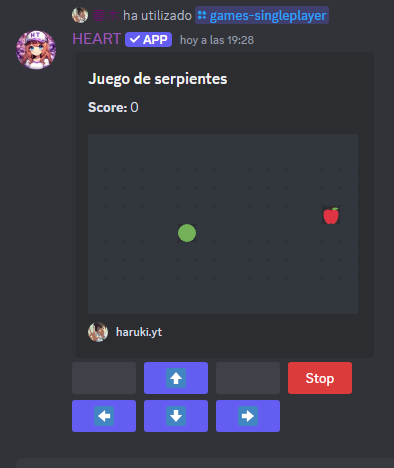 ha utilizado games-singleplayer
HEART ✓ APP hoy a las 19:28
Juego de serpientes
Score: 0
haruki.yt
Stop